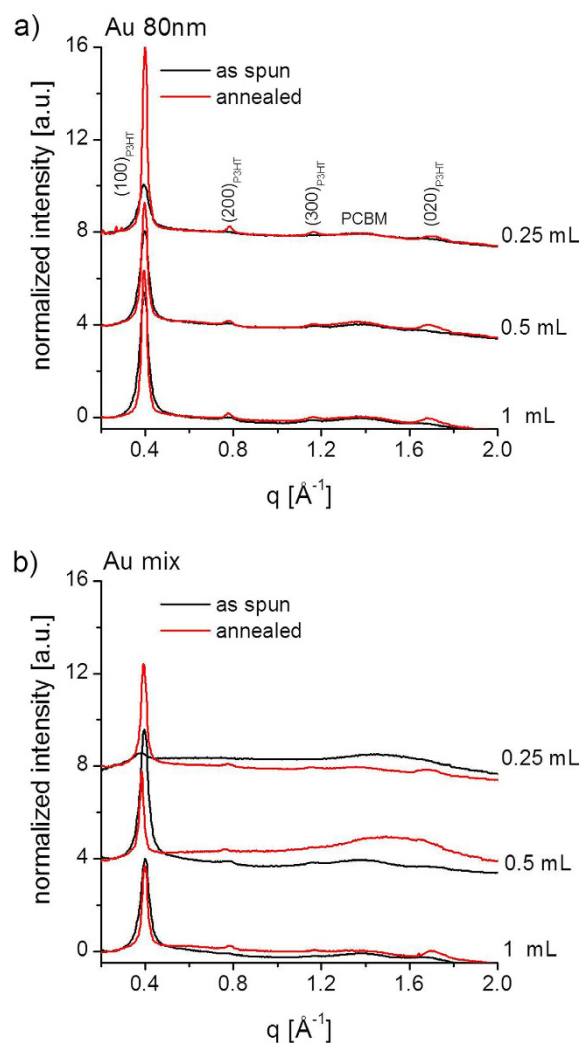 a) Au 80nm
16
as spun
annealed
12
(100)P3HT
(200)P3HT
(300)P3HT
PCBM
(020)P3HT
8
0.25 mL
4
0.5 mL
0
1 mL
normalized intensity [a.u.]
0.4 0.8 1.2 1.6 2.0
q [Å-1]
b) Au mix
16
as spun
annealed
12
8
0.25 mL
4
0.5 mL
0
1 mL
normalized intensity [a.u.]
0.4 0.8 1.2 1.6 2.0
q [Å-1]